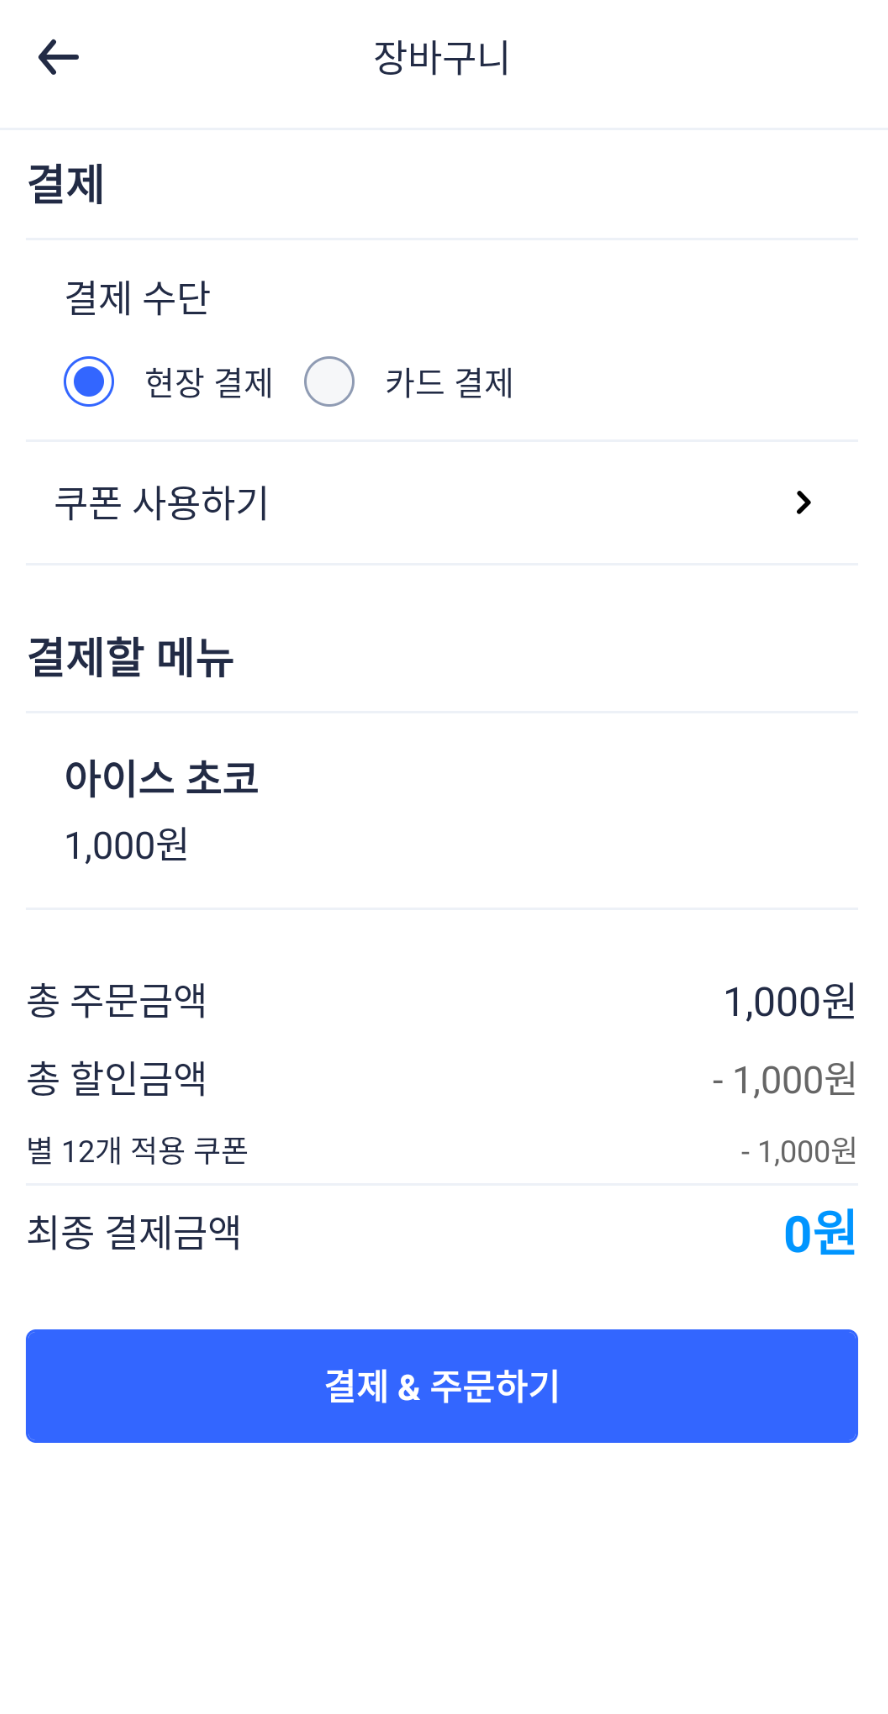 장바구니
결제
결제 수단
현장 결제 카드 결제
쿠폰 사용하기
결제할 메뉴
아이스 초코
1,000원
총 주문금액 1,000원
총 할인금액 - 1,000원
별 12개 적용 쿠폰 - 1,000원
최종 결제금액 0원
결제 & 주문하기